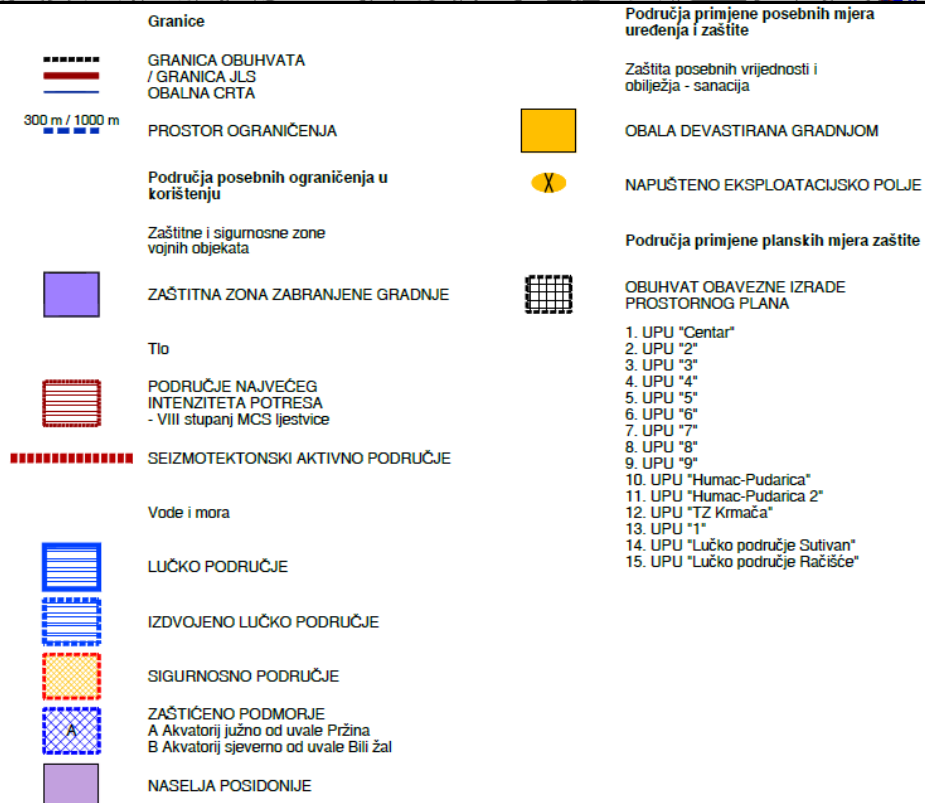 Granice
GRANICA OBUHVATA
/ GRANICA JLS
OBALNA CRTA
300 m / 1000 m
PROSTOR OGRANIČENJA
Područja posebnih ograničenja u
korištenju
Zaštitne i sigurnosne zone
vojnih objekata
ZAŠTITNA ZONA ZABRANJENE GRADNJE
Tlo
PODRUČJE NAJVEĆEG
INTENZITETA POTRESA
- VIII stupanj MCS ljestvice
SEIZMOTEKTONSKI AKTIVNO PODRUČJE
Vode i mora
LUČKO PODRUČJE
IZDVOJENO LUČKO PODRUČJE
SIGURNOSNO PODRUČJE
A
ZAŠTIĆENO PODMORJE
A Akvatorij južno od uvale Pržina
B Akvatorij sjeverno od uvale Bili žal
NASELJA POSIDONIJE
Područja primjene posebnih mjera
uređenja i zaštite
Zaštita posebnih vrijednosti i
obilježja - sanacija
OBALA DEVASTIRANA GRADNJOM
X
NAPUŠTENO EKSPLOATACIJSKO POLJE
Područja primjene planskih mjera zaštite
OBUHVAT OBAVEZNE IZRADE
PROSTORNOG PLANA
1. UPU "Centar"
2. UPU "2"
3. UPU "3"
4. UPU "4"
5. UPU "5"
6. UPU "6"
7. UPU "7"
8. UPU "8"
9. UPU "9"
10. UPU "Humac-Pudarica"
11. UPU "Humac-Pudarica 2"
12. UPU "TZ Krmača"
13. UPU "1"
14. UPU "Lučko područje Sutivan"
15. UPU "Lučko područje Račišće"